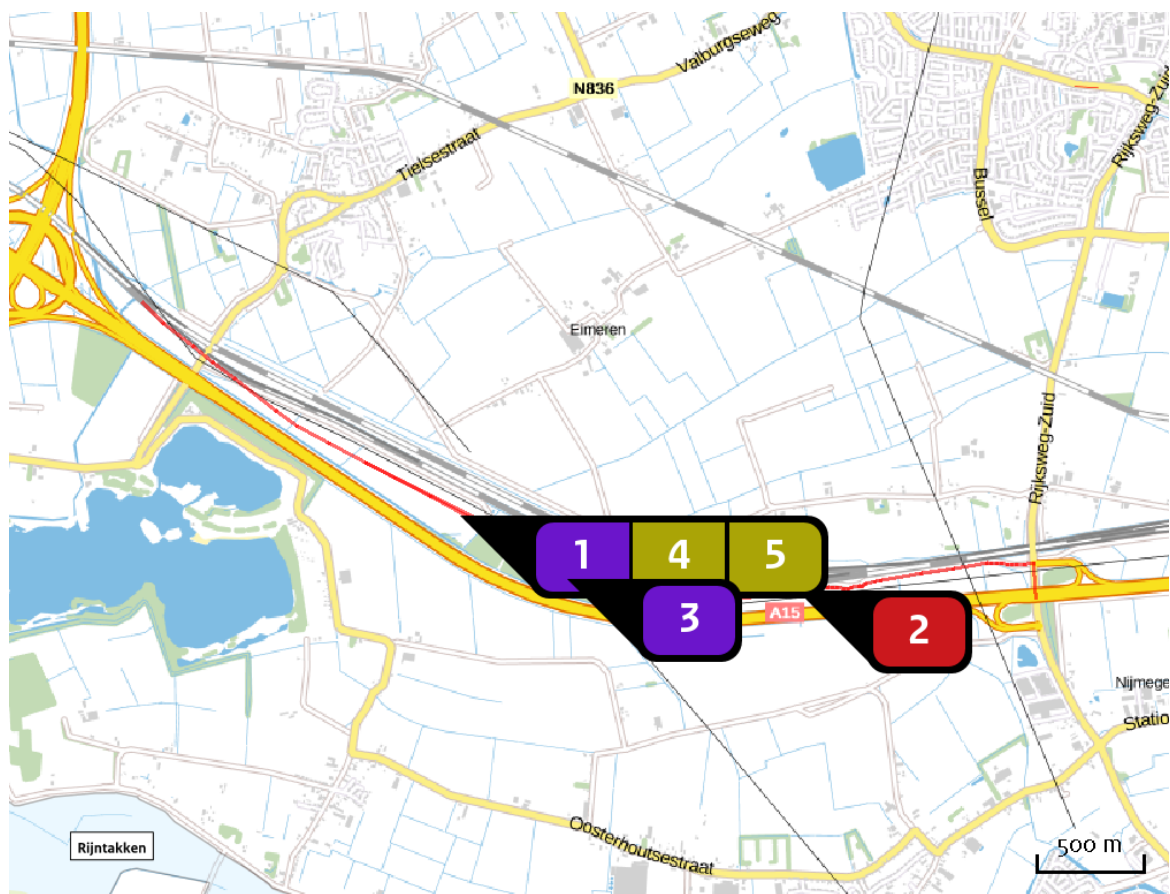 Valburgseweg
N836
Tielsestraat
Rijksweg-Zuid
Bussel
Eimeren
Rijksweg-Zuid
1
4
5
3
A15
2
Nijmege
Statio
Oosterhoutsestraat
Rijntakken
500 m